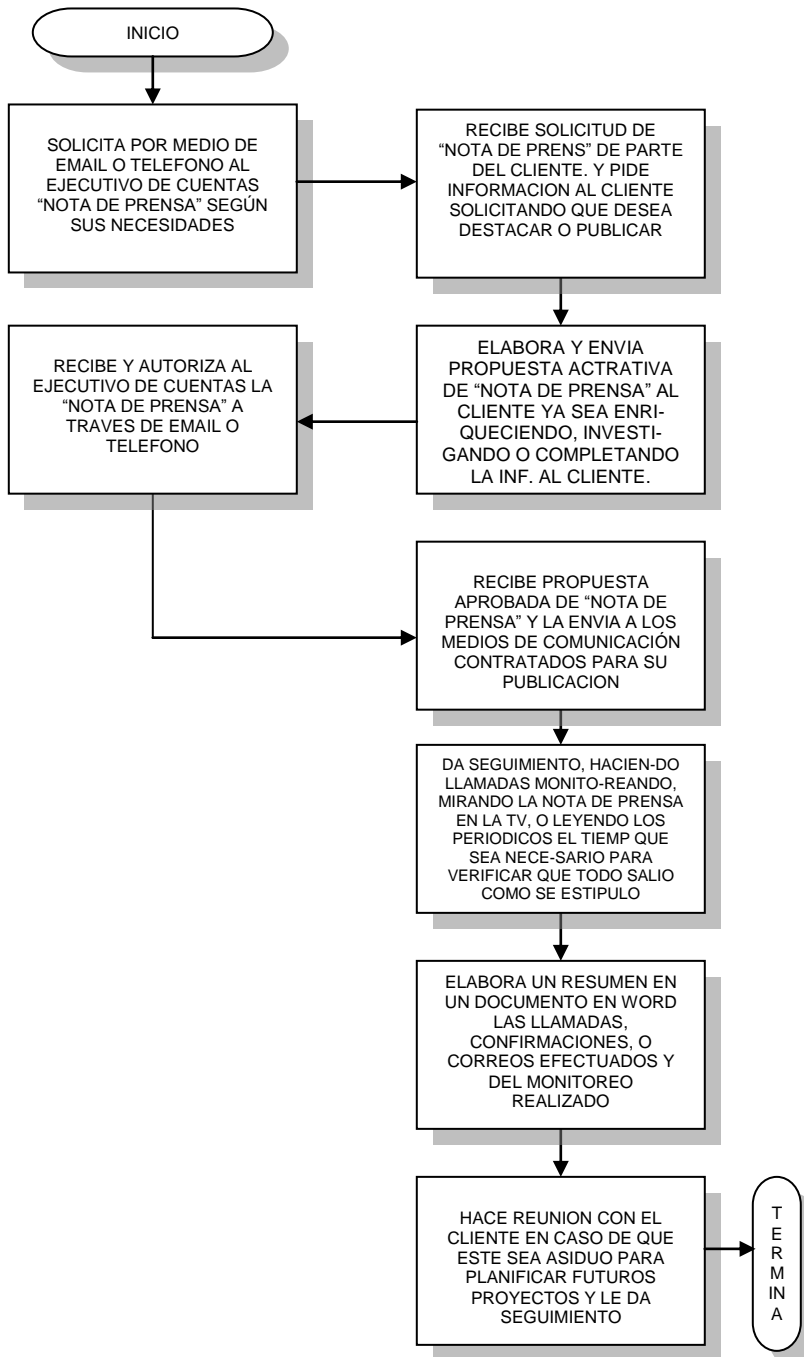 INICIO
SOLICITA POR MEDIO DE
EMAIL O TELEFONO AL
EJECUTIVO DE CUENTAS
“NOTA DE PRENSA” SEGÚN
SUS NECESIDADES
RECIBE SOLICITUD DE
“NOTA DE PRENS” DE PARTE
DEL CLIENTE. Y PIDE
INFORMACION AL CLIENTE
SOLICITANDO QUE DESEA
DESTACAR O PUBLICAR
ELABORA Y ENVIA
PROPUESTA ACTRATIVA
DE “NOTA DE PRENSA” AL
CLIENTE YA SEA ENRI-
QUECIENDO, INVESTI-
GANDO O COMPLETANDO
LA INF. AL CLIENTE.
RECIBE Y AUTORIZA AL
EJECUTIVO DE CUENTAS LA
“NOTA DE PRENSA” A
TRAVES DE EMAIL O
TELEFONO
RECIBE PROPUESTA
APROBADA DE “NOTA DE
PRENSA” Y LA ENVIA A LOS
MEDIOS DE COMUNICACIÓN
CONTRATADOS PARA SU
PUBLICACION
DA SEGUIMIENTO, HACIEN-DO
LLAMADAS MONITO-REANDO,
MIRANDO LA NOTA DE PRENSA
EN LA TV, O LEYENDO LOS
PERIODICOS EL TIEMP QUE
SEA NECE-SARIO PARA
VERIFICAR QUE TODO SALIO
COMO SE ESTIPULO
ELABORA UN RESUMEN EN
UN DOCUMENTO EN WORD
LAS LLAMADAS,
CONFIRMACIONES, O
CORREOS EFECTUADOS Y
DEL MONITOREO
REALIZADO
HACE REUNION CON EL
CLIENTE EN CASO DE QUE
ESTE SEA ASIDUO PARA
PLANIFICAR FUTUROS
PROYECTOS Y LE DA
SEGUIMIENTO
T
E
R
M
IN
A